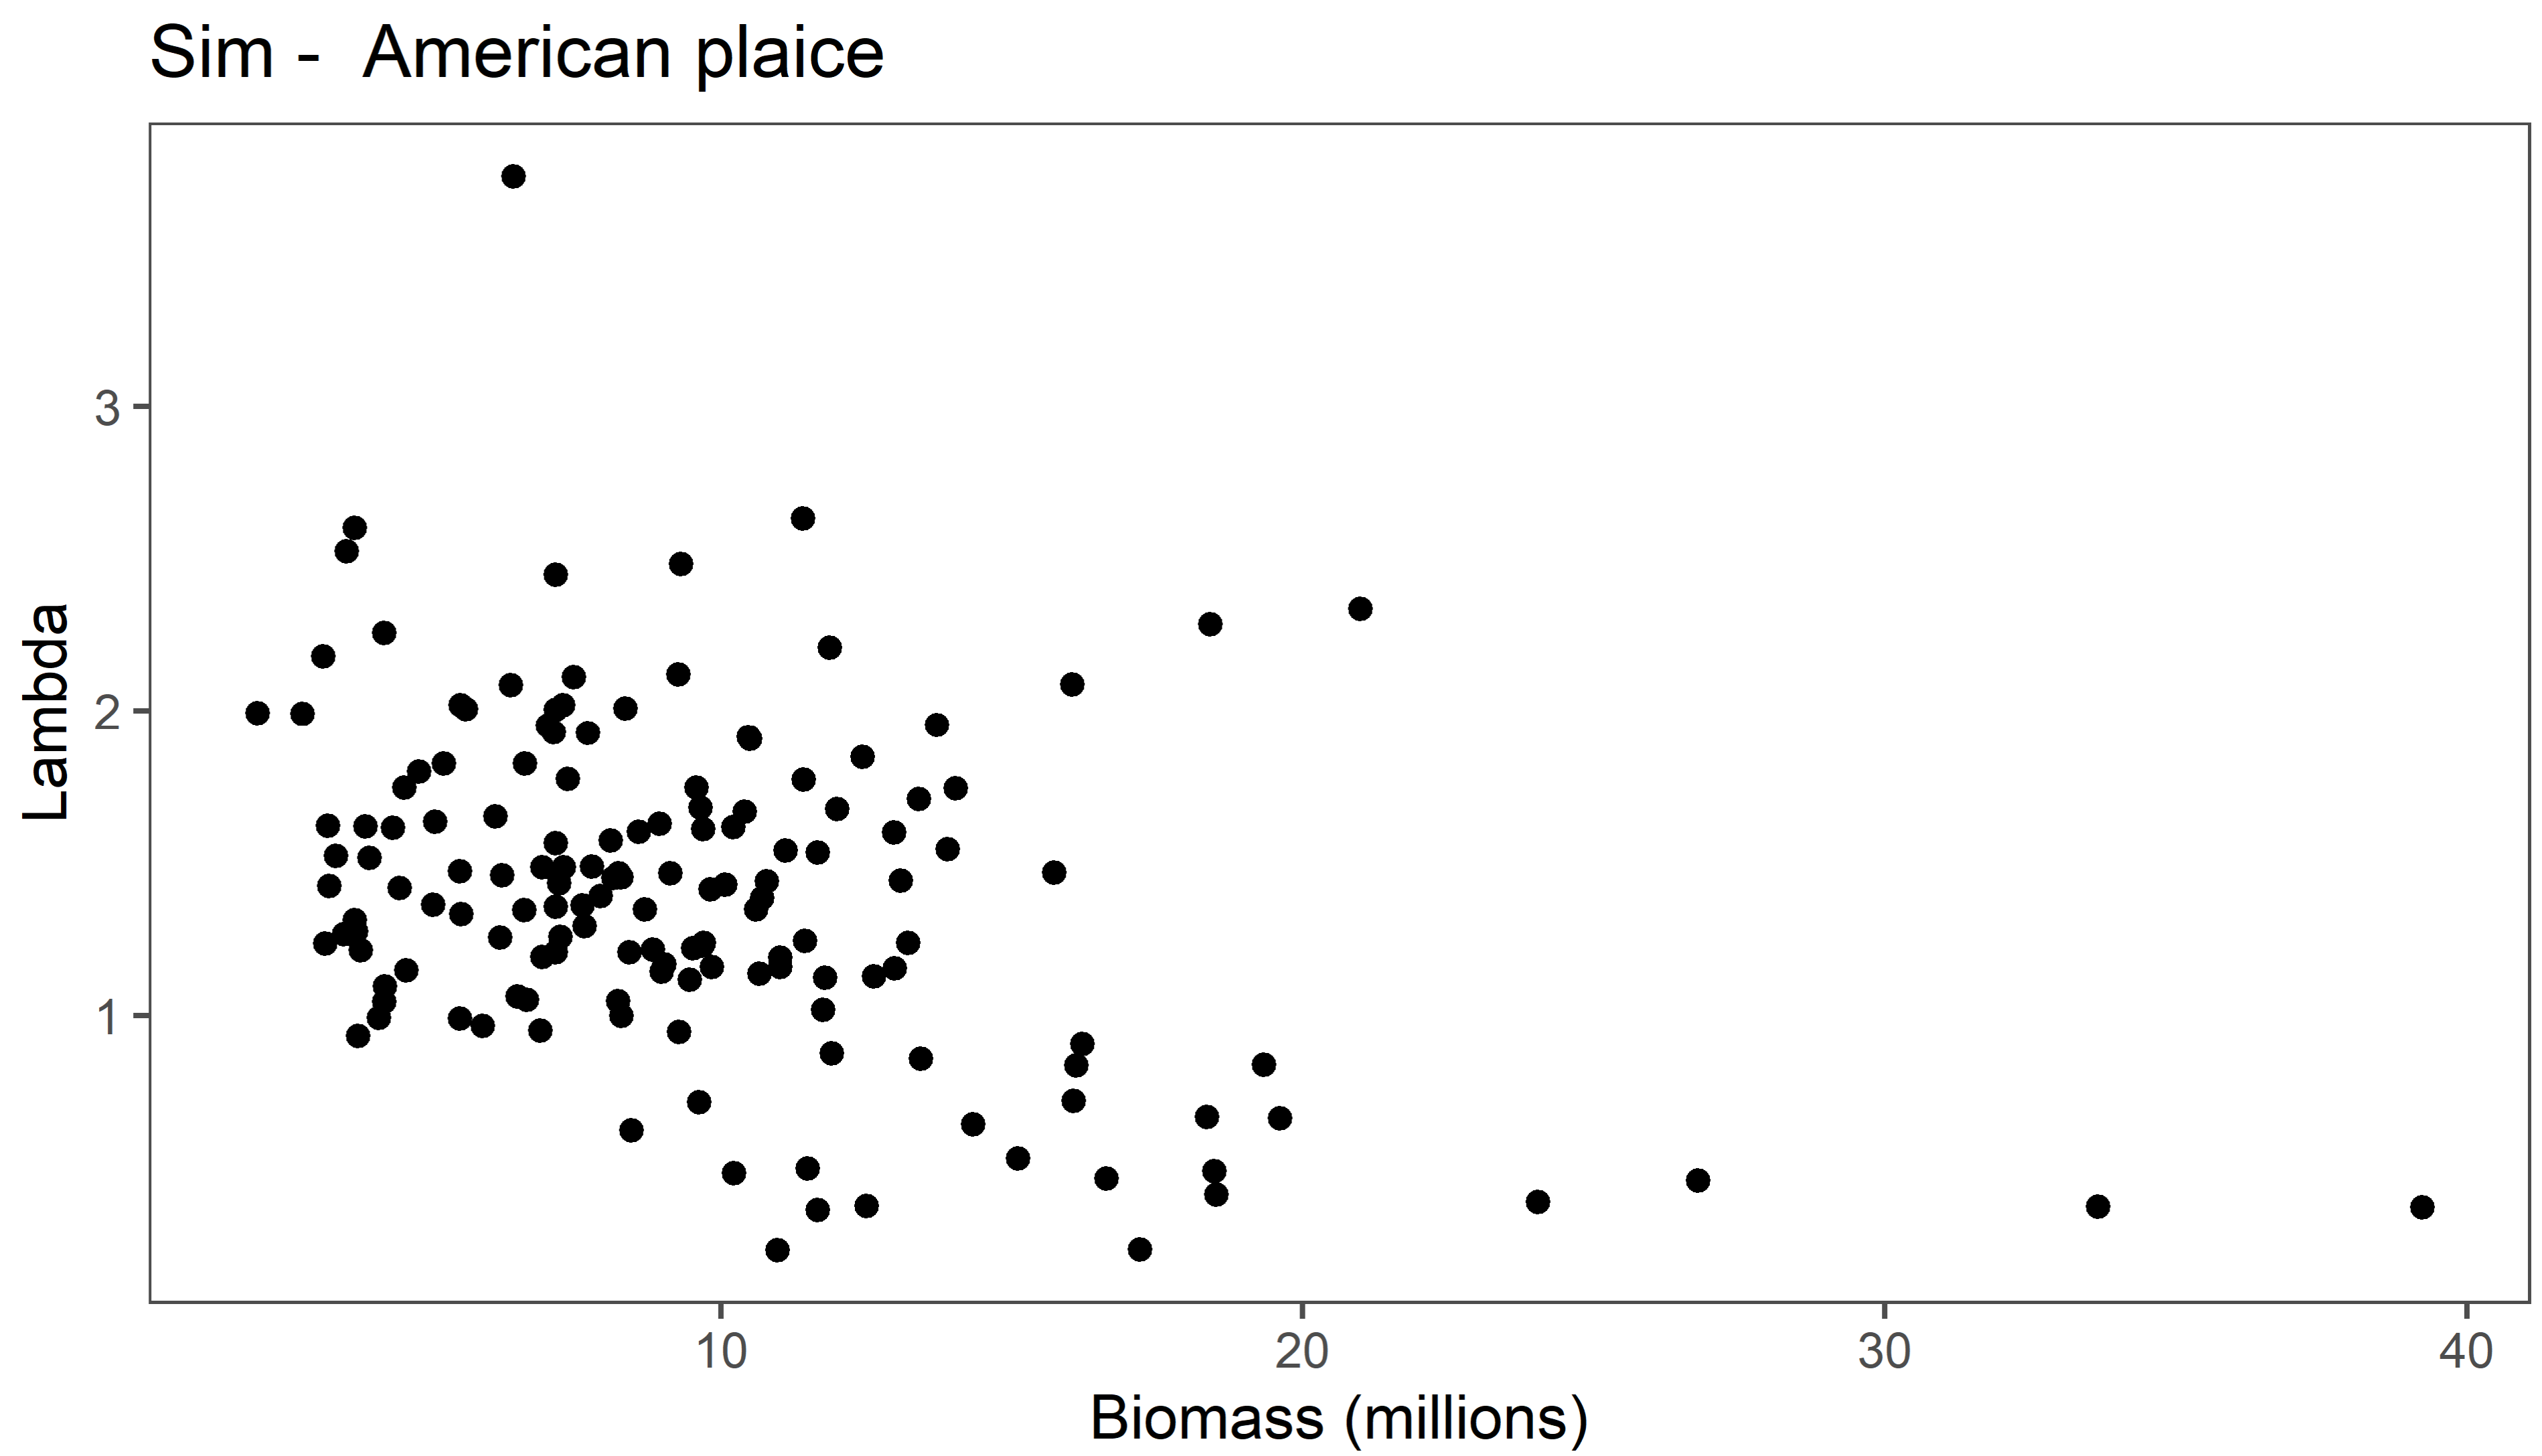 Sim -  American plaice
Lambda
3
2
1
10 20 30 40
Biomass (millions)